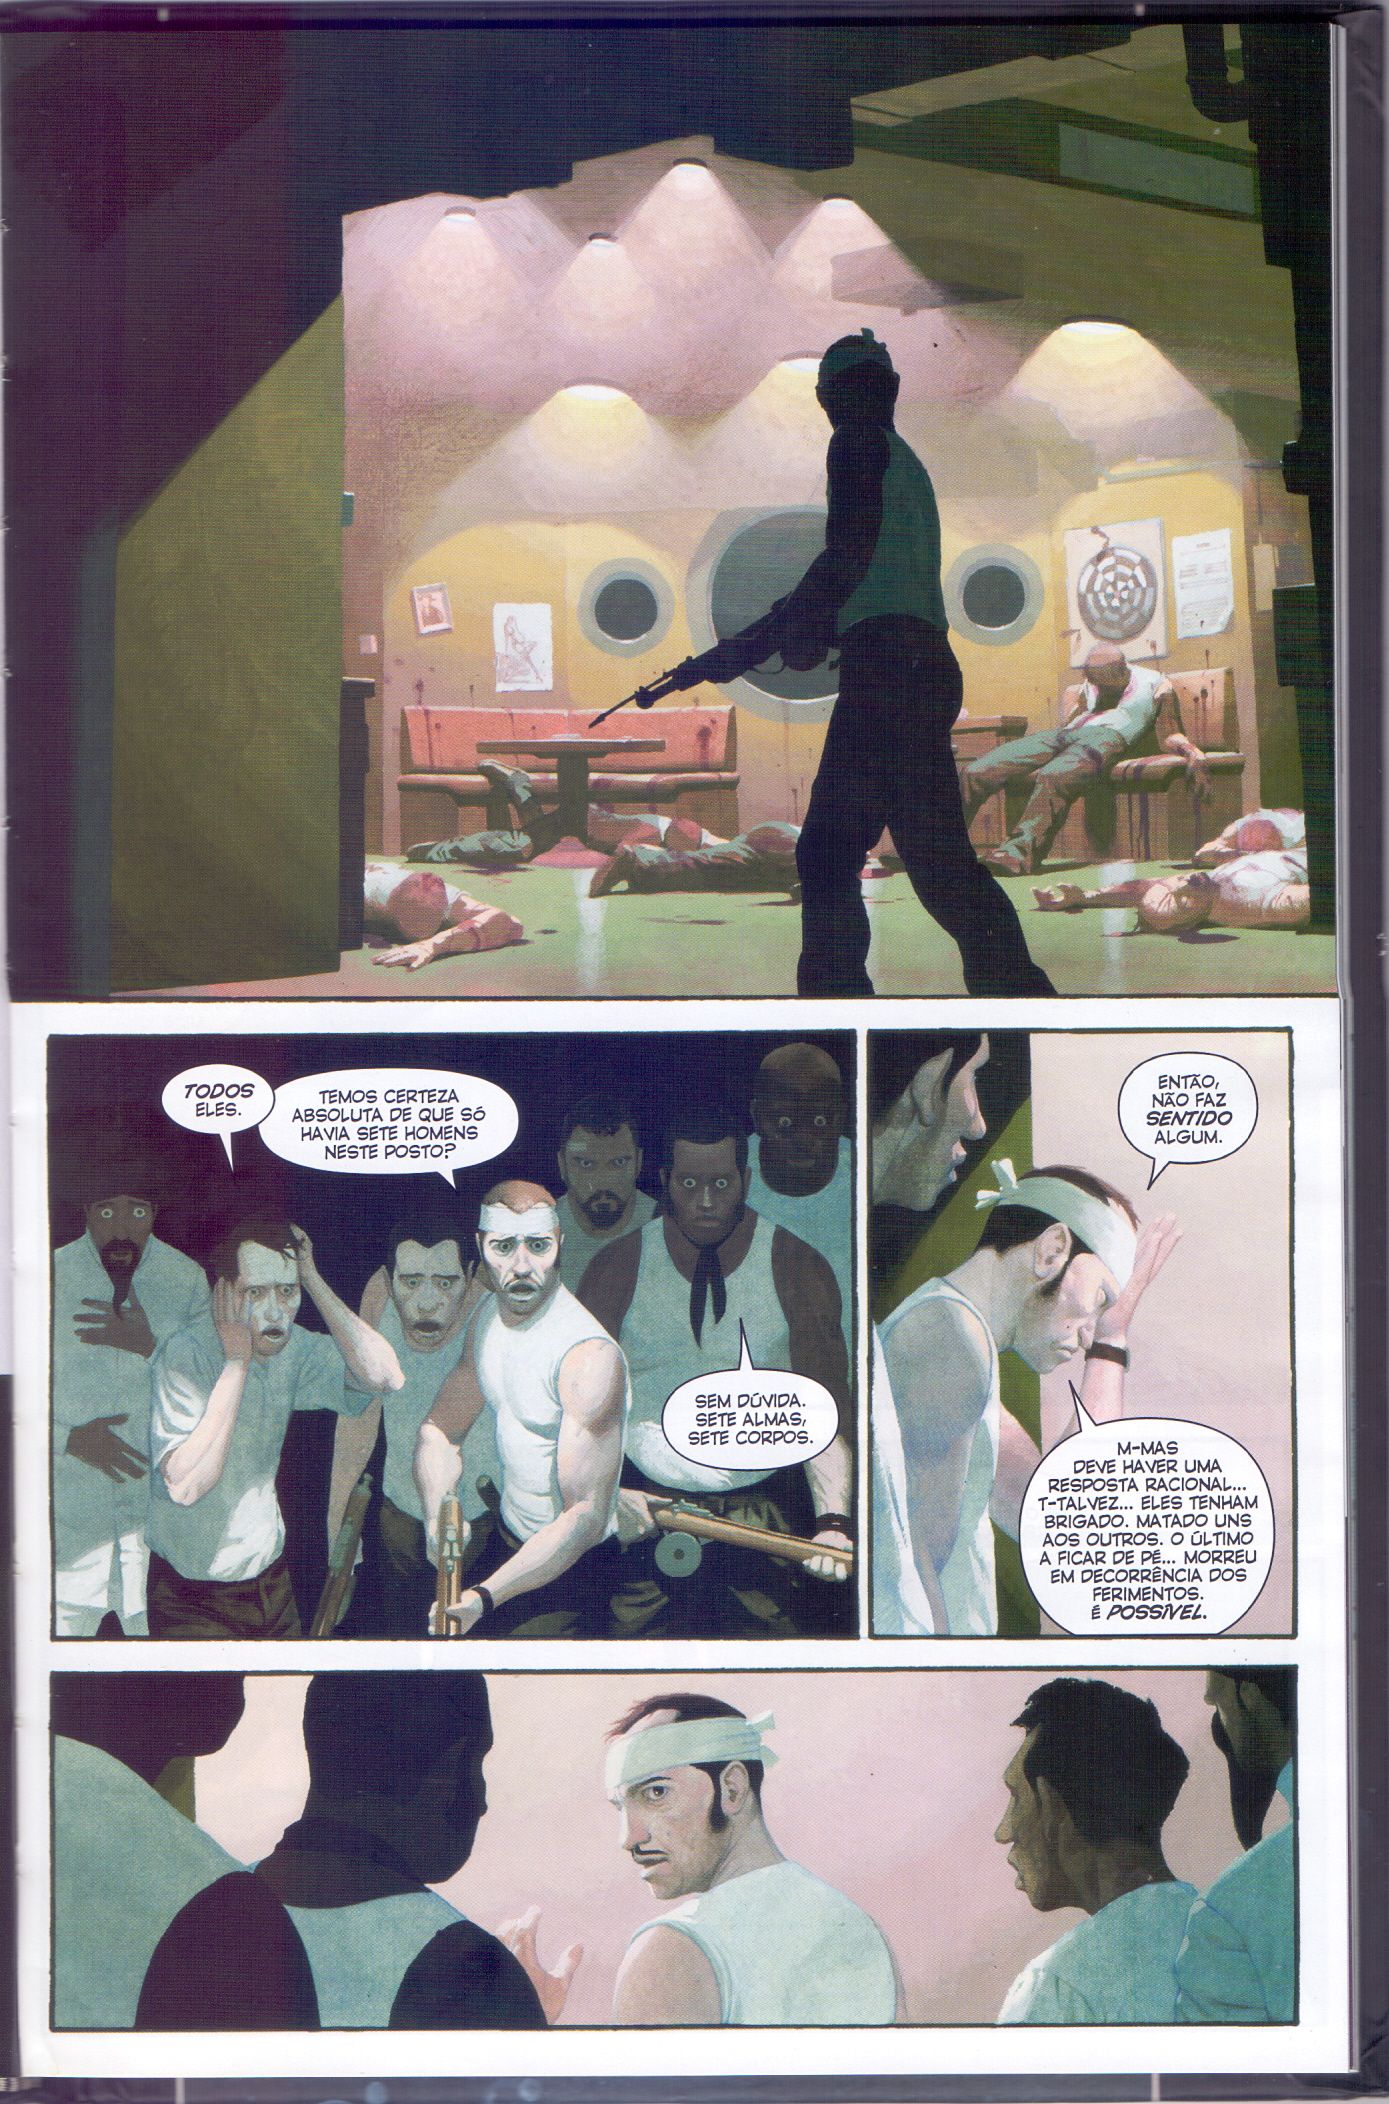 TODOS
ELES.
TEMOS CERTEZA
ABSOLUTA DE QUE SÓ
HAVIA SETE HOMENS
NESTE POSTO?
SEM DÚVIDA.
SETE ALMAS,
SETE CORPOS.
ENTÃO,
NÃO FAZ
SENTIDO
ALGUM.
M-MAS
DEVE HAVER UMA
RESPOSTA RACIONAL...
T-TALVEZ... ELES TENHAM
BRIGADO. MATADO UNS
AOS OUTROS. O ÚLTIMO
A FICAR DE PÉ... MORREU
EM DECORRÊNCIA DOS
FERIMENTOS.
É POSSÍVEL.